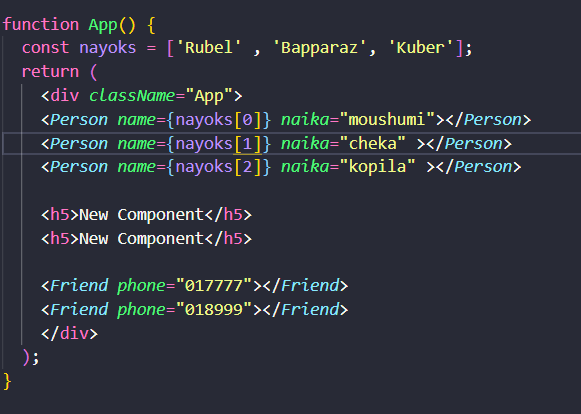 function App() {
const nayoks = ['Rubel' , 'Bapparaz', 'Kuber'];
return (
<div className="App">
<Person name={nayoks[0]} naika="moushumi"></Person>
<Person name={nayoks[1]} naika="cheka" ></Person>
<Person name={nayoks[2]} naika="kopila" ></Person>
<h5>New Component</h5>
<h5>New Component</h5>
<Friend phone="017777"></Friend>
<Friend phone="018999"></Friend>
</div>
);
}